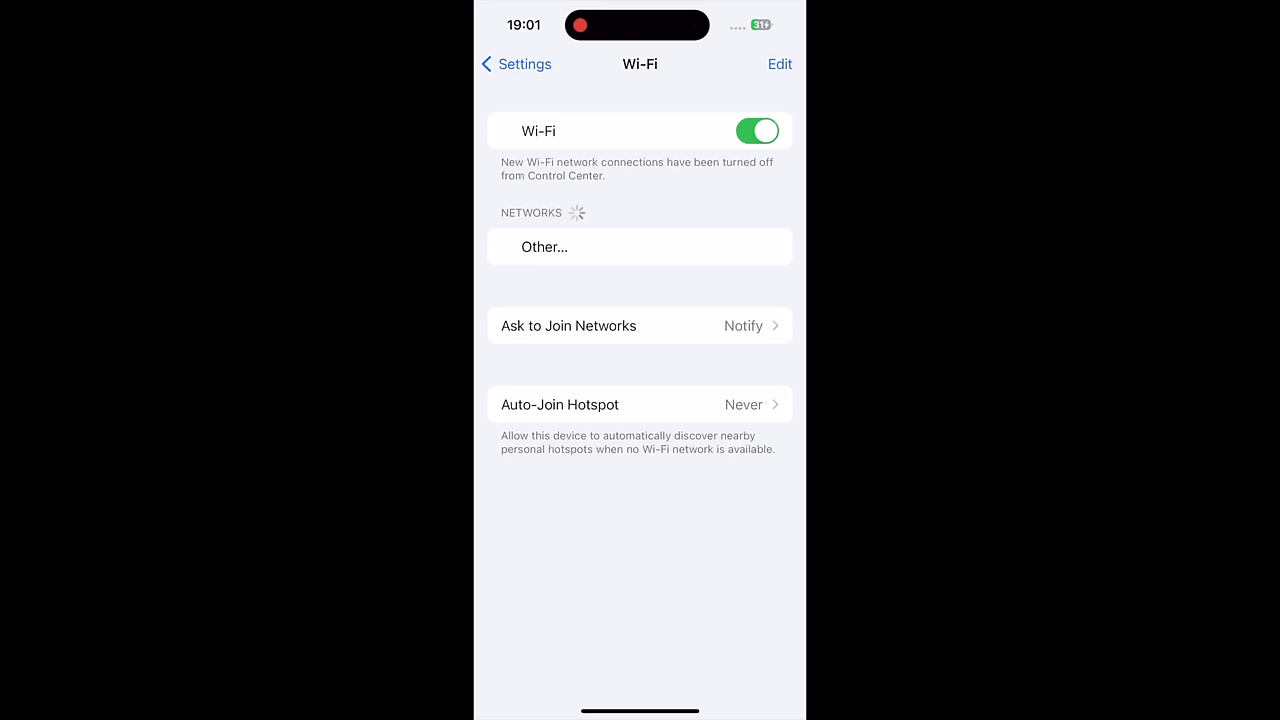 19:01
31
Settings
Wi-Fi
Edit
Wi-Fi
New Wi-Fi network connections have been turned off
from Control Center.
NETWORKS
Other...
Ask to Join Networks Notify
Auto-Join Hotspot Never
Allow this device to automatically discover nearby
personal hotspots when no Wi-Fi network is available.